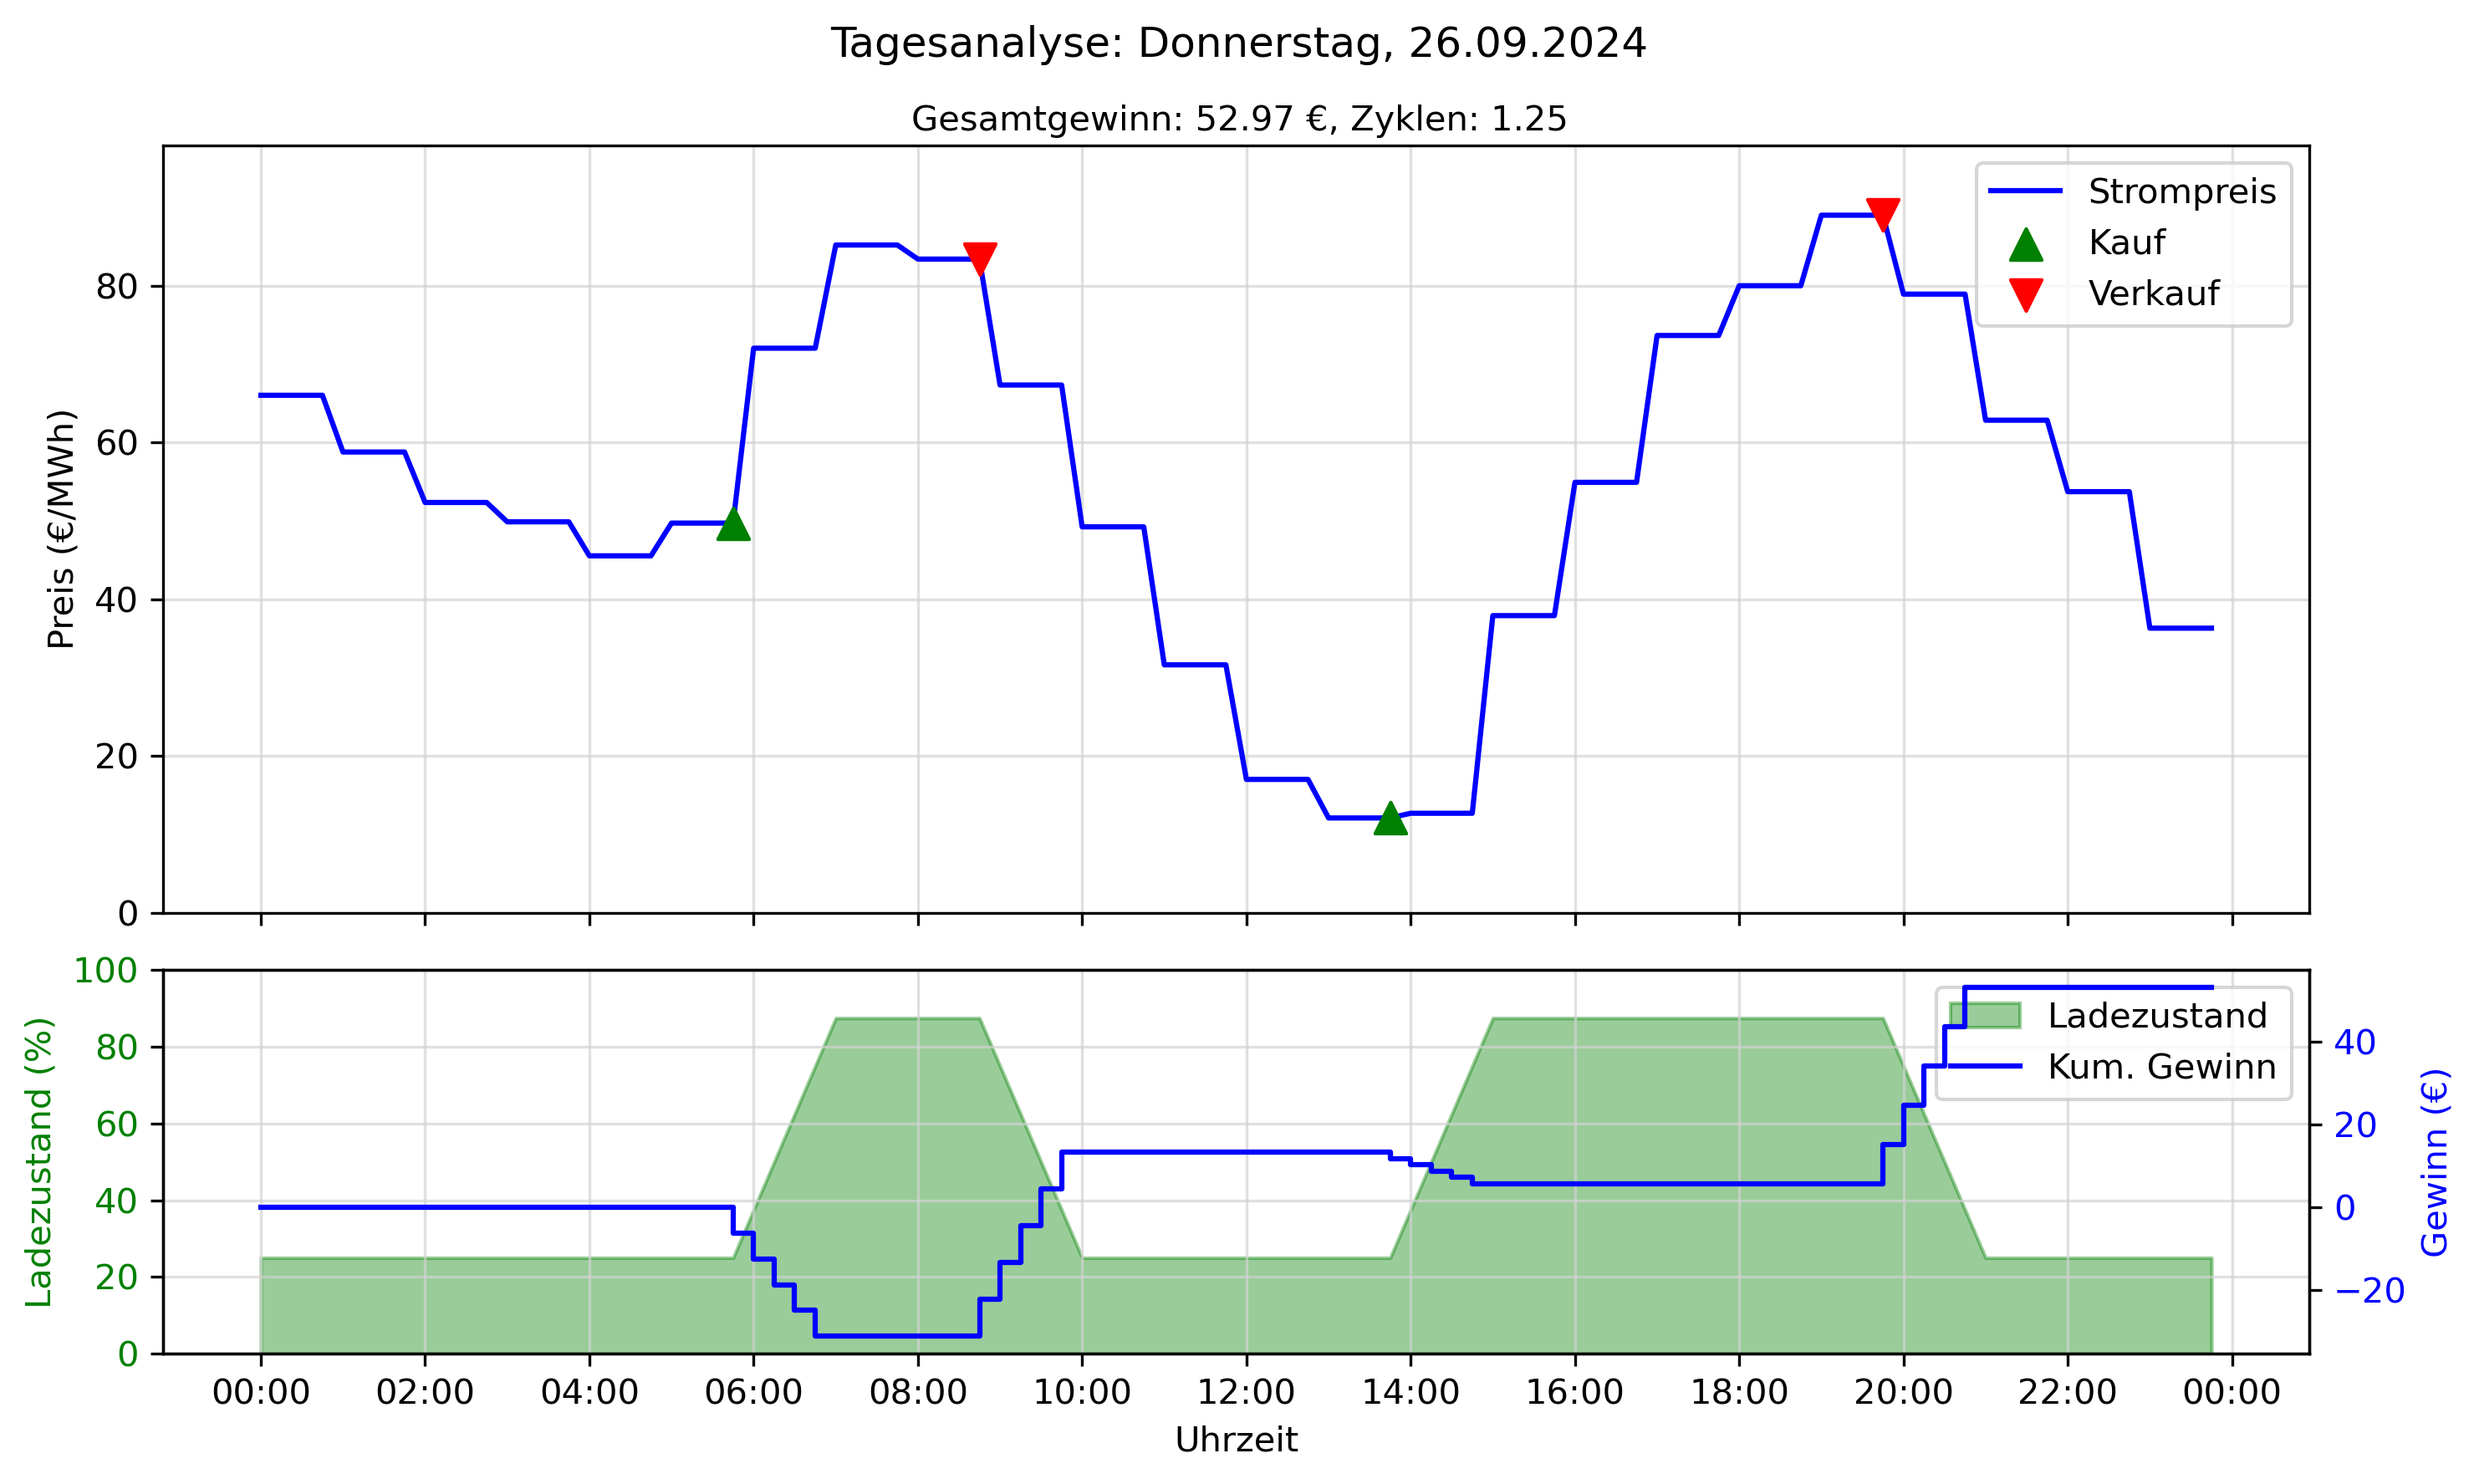 Tagesanalyse: Donnerstag, 26.09.2024
Gesamtgewinn: 52.97 €, Zyklen: 1.25
Preis (€/MWh)
80
60
40
20
0
Strompreis
Kauf
Verkauf
Ladezustand (%)
100
80
60
40
20
0
Ladezustand
Kum. Gewinn
40
20
0
−20
Gewinn (€)
00:00 02:00 04:00 06:00 08:00 10:00 12:00 14:00 16:00 18:00 20:00 22:00 00:00
Uhrzeit